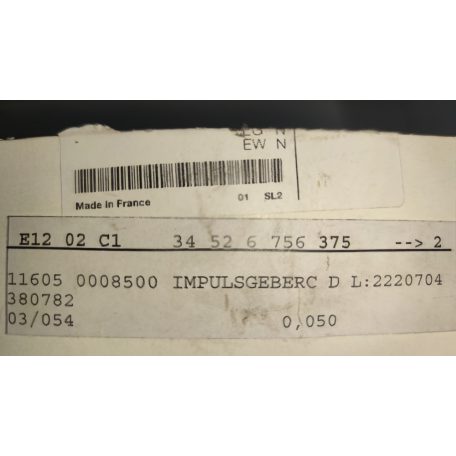 EW N
Made in France 01 SL2
E12 02 C1 34 52 6 756 375 --> 2
11605 0008500 IMPULSGEBERC D L:2220704
380782
03/054 0,050